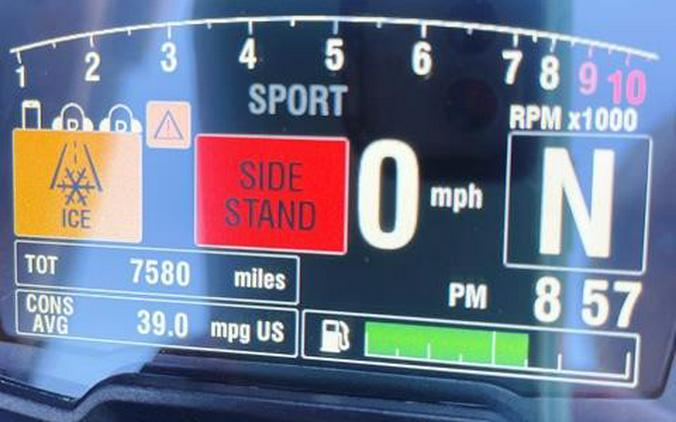 1 2 3 4 5 6 7 8 9 10
SPORT
RPM x1000
ICE
SIDE
STAND
0 mph
N
TOT 7580 miles
PM 8 57
CONS
AVG 39.0 mpg US